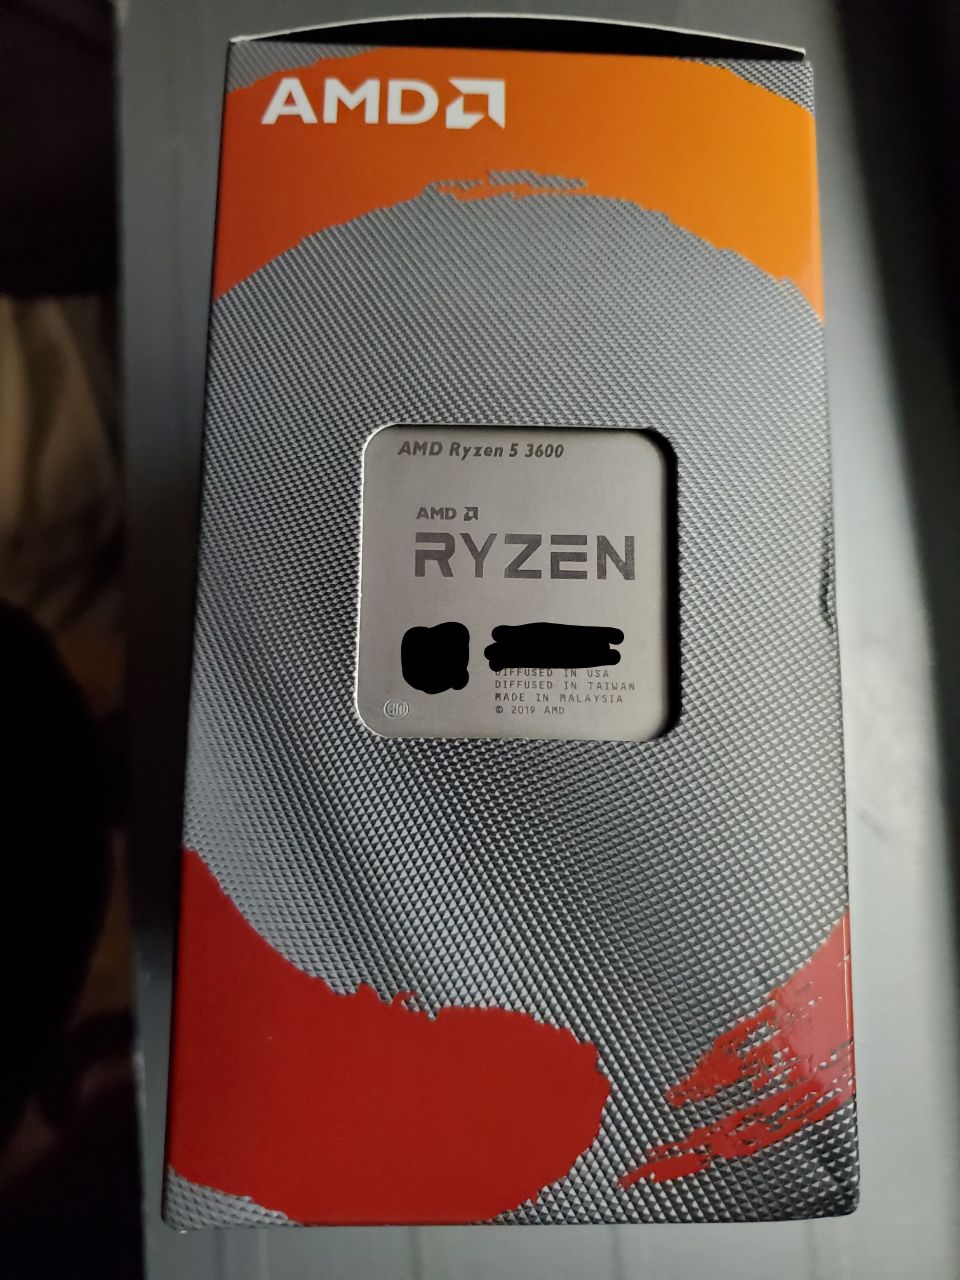 AMD
AMD Ryzen 5 3600
AMD
RYZEN
DIFFUSED IN USA
DIFFUSED IN TAIWAN
MADE IN MALAYSIA
© 2019 AMD